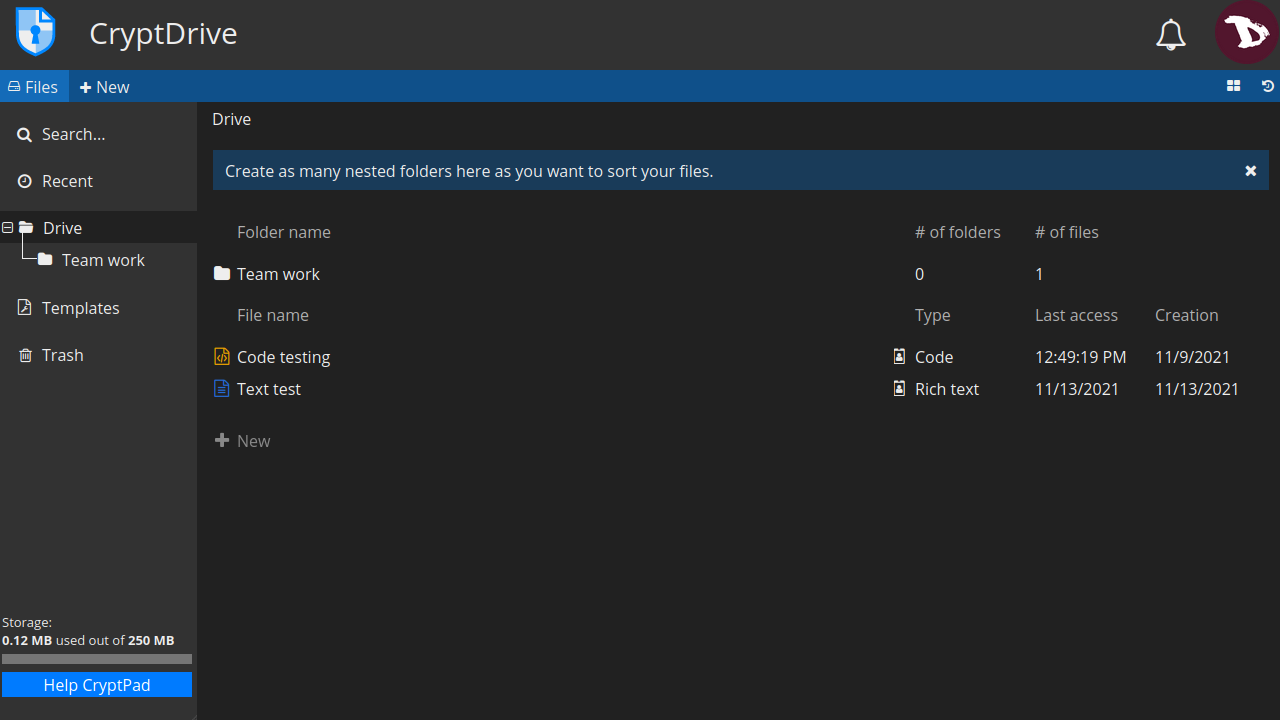 CryptDrive
Files
New
Search...
Recent
Drive
Team work
Templates
Trash
Storage:
0.12 MB used out of 250 MB
Help CryptPad
Drive
Create as many nested folders here as you want to sort your files.
Folder name # of folders # of files
Team work 0 1
File name Type Last access Creation
Code testing Code 12:49:19 PM 11/9/2021
Text test Rich text 11/13/2021 11/13/2021
New